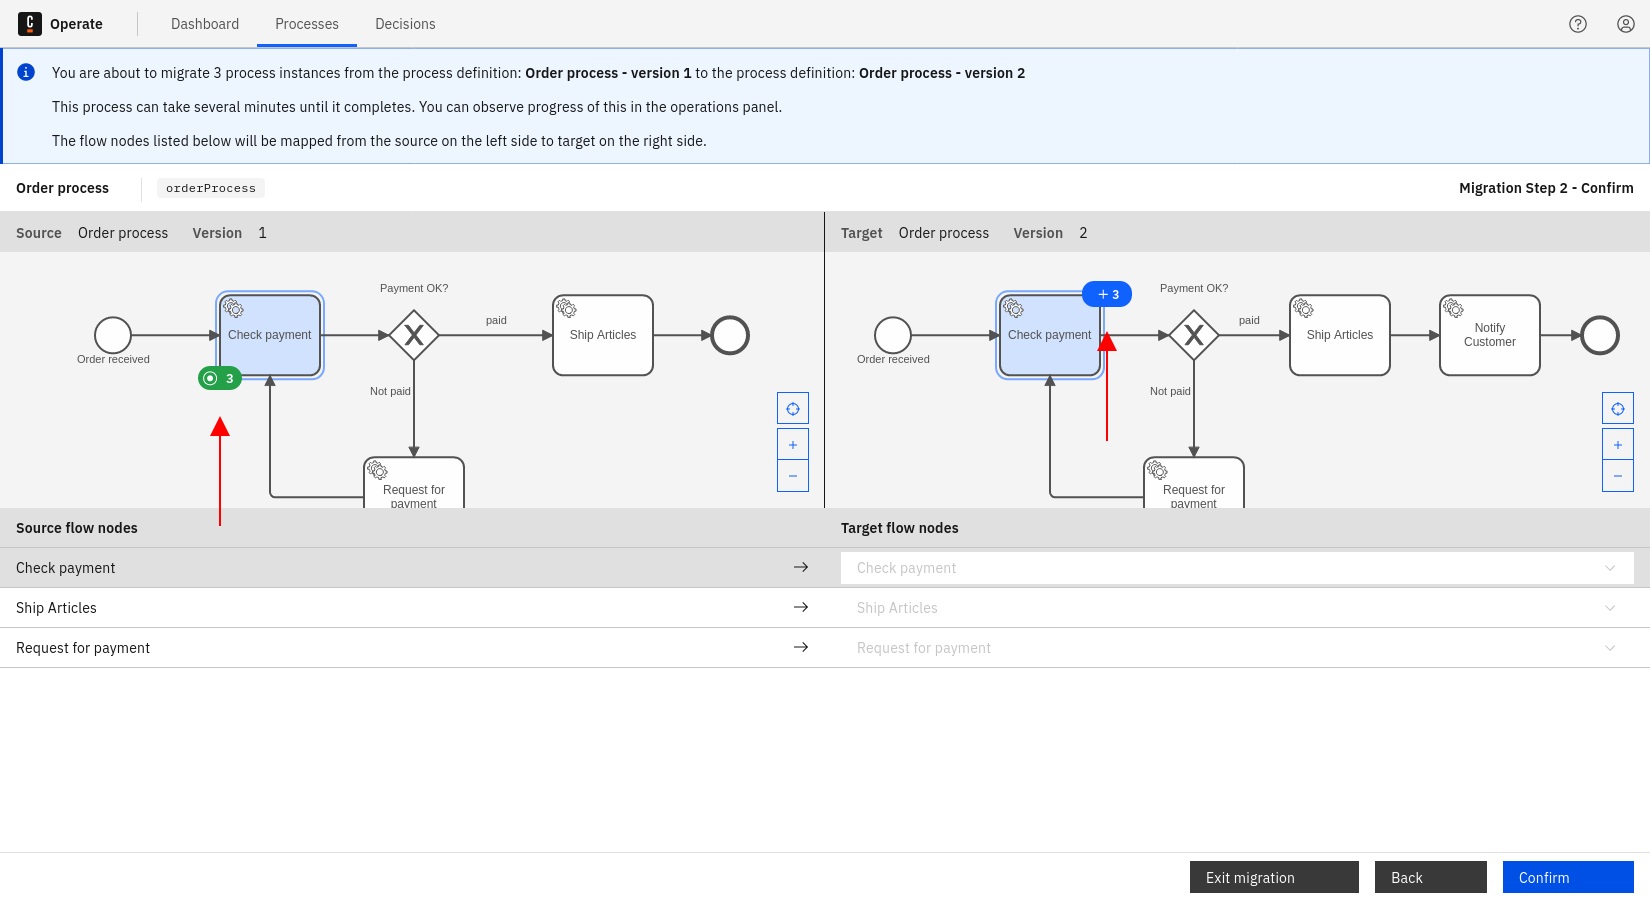 Operate Dashboard Processes Decisions
You are about to migrate 3 process instances from the process definition: Order process - version 1 to the process definition: Order process - version 2
This process can take several minutes until it completes. You can observe progress of this in the operations panel.
The flow nodes listed below will be mapped from the source on the left side to target on the right side.
Order process orderProcess Migration Step 2 - Confirm
Source Order process Version 1
Payment OK?
Check payment
paid
Ship Articles
Order received
3
Not paid
Request for
payment
Target Order process Version 2
+ 3
Payment OK?
Check payment
paid
Ship Articles
Notify
Customer
Order received
Not paid
Request for
payment
Source flow nodes Target flow nodes
Check payment → Check payment
Ship Articles → Ship Articles
Request for payment → Request for payment
Exit migration Back Confirm